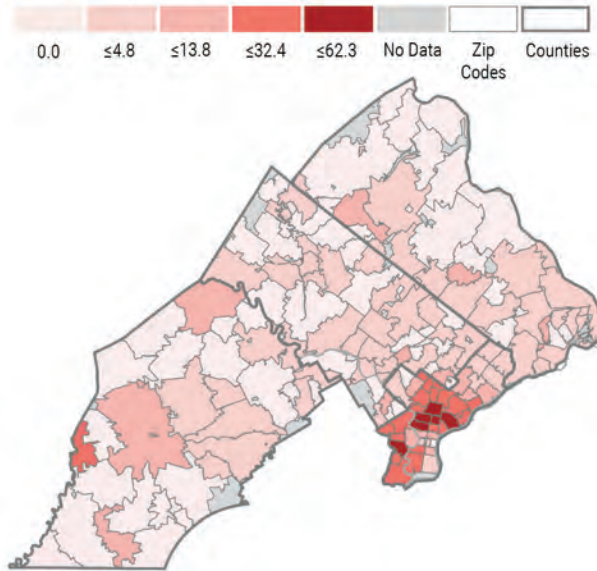 0.0 ≤4.8 ≤13.8 ≤32.4 ≤62.3 No Data Zip Counties
Codes